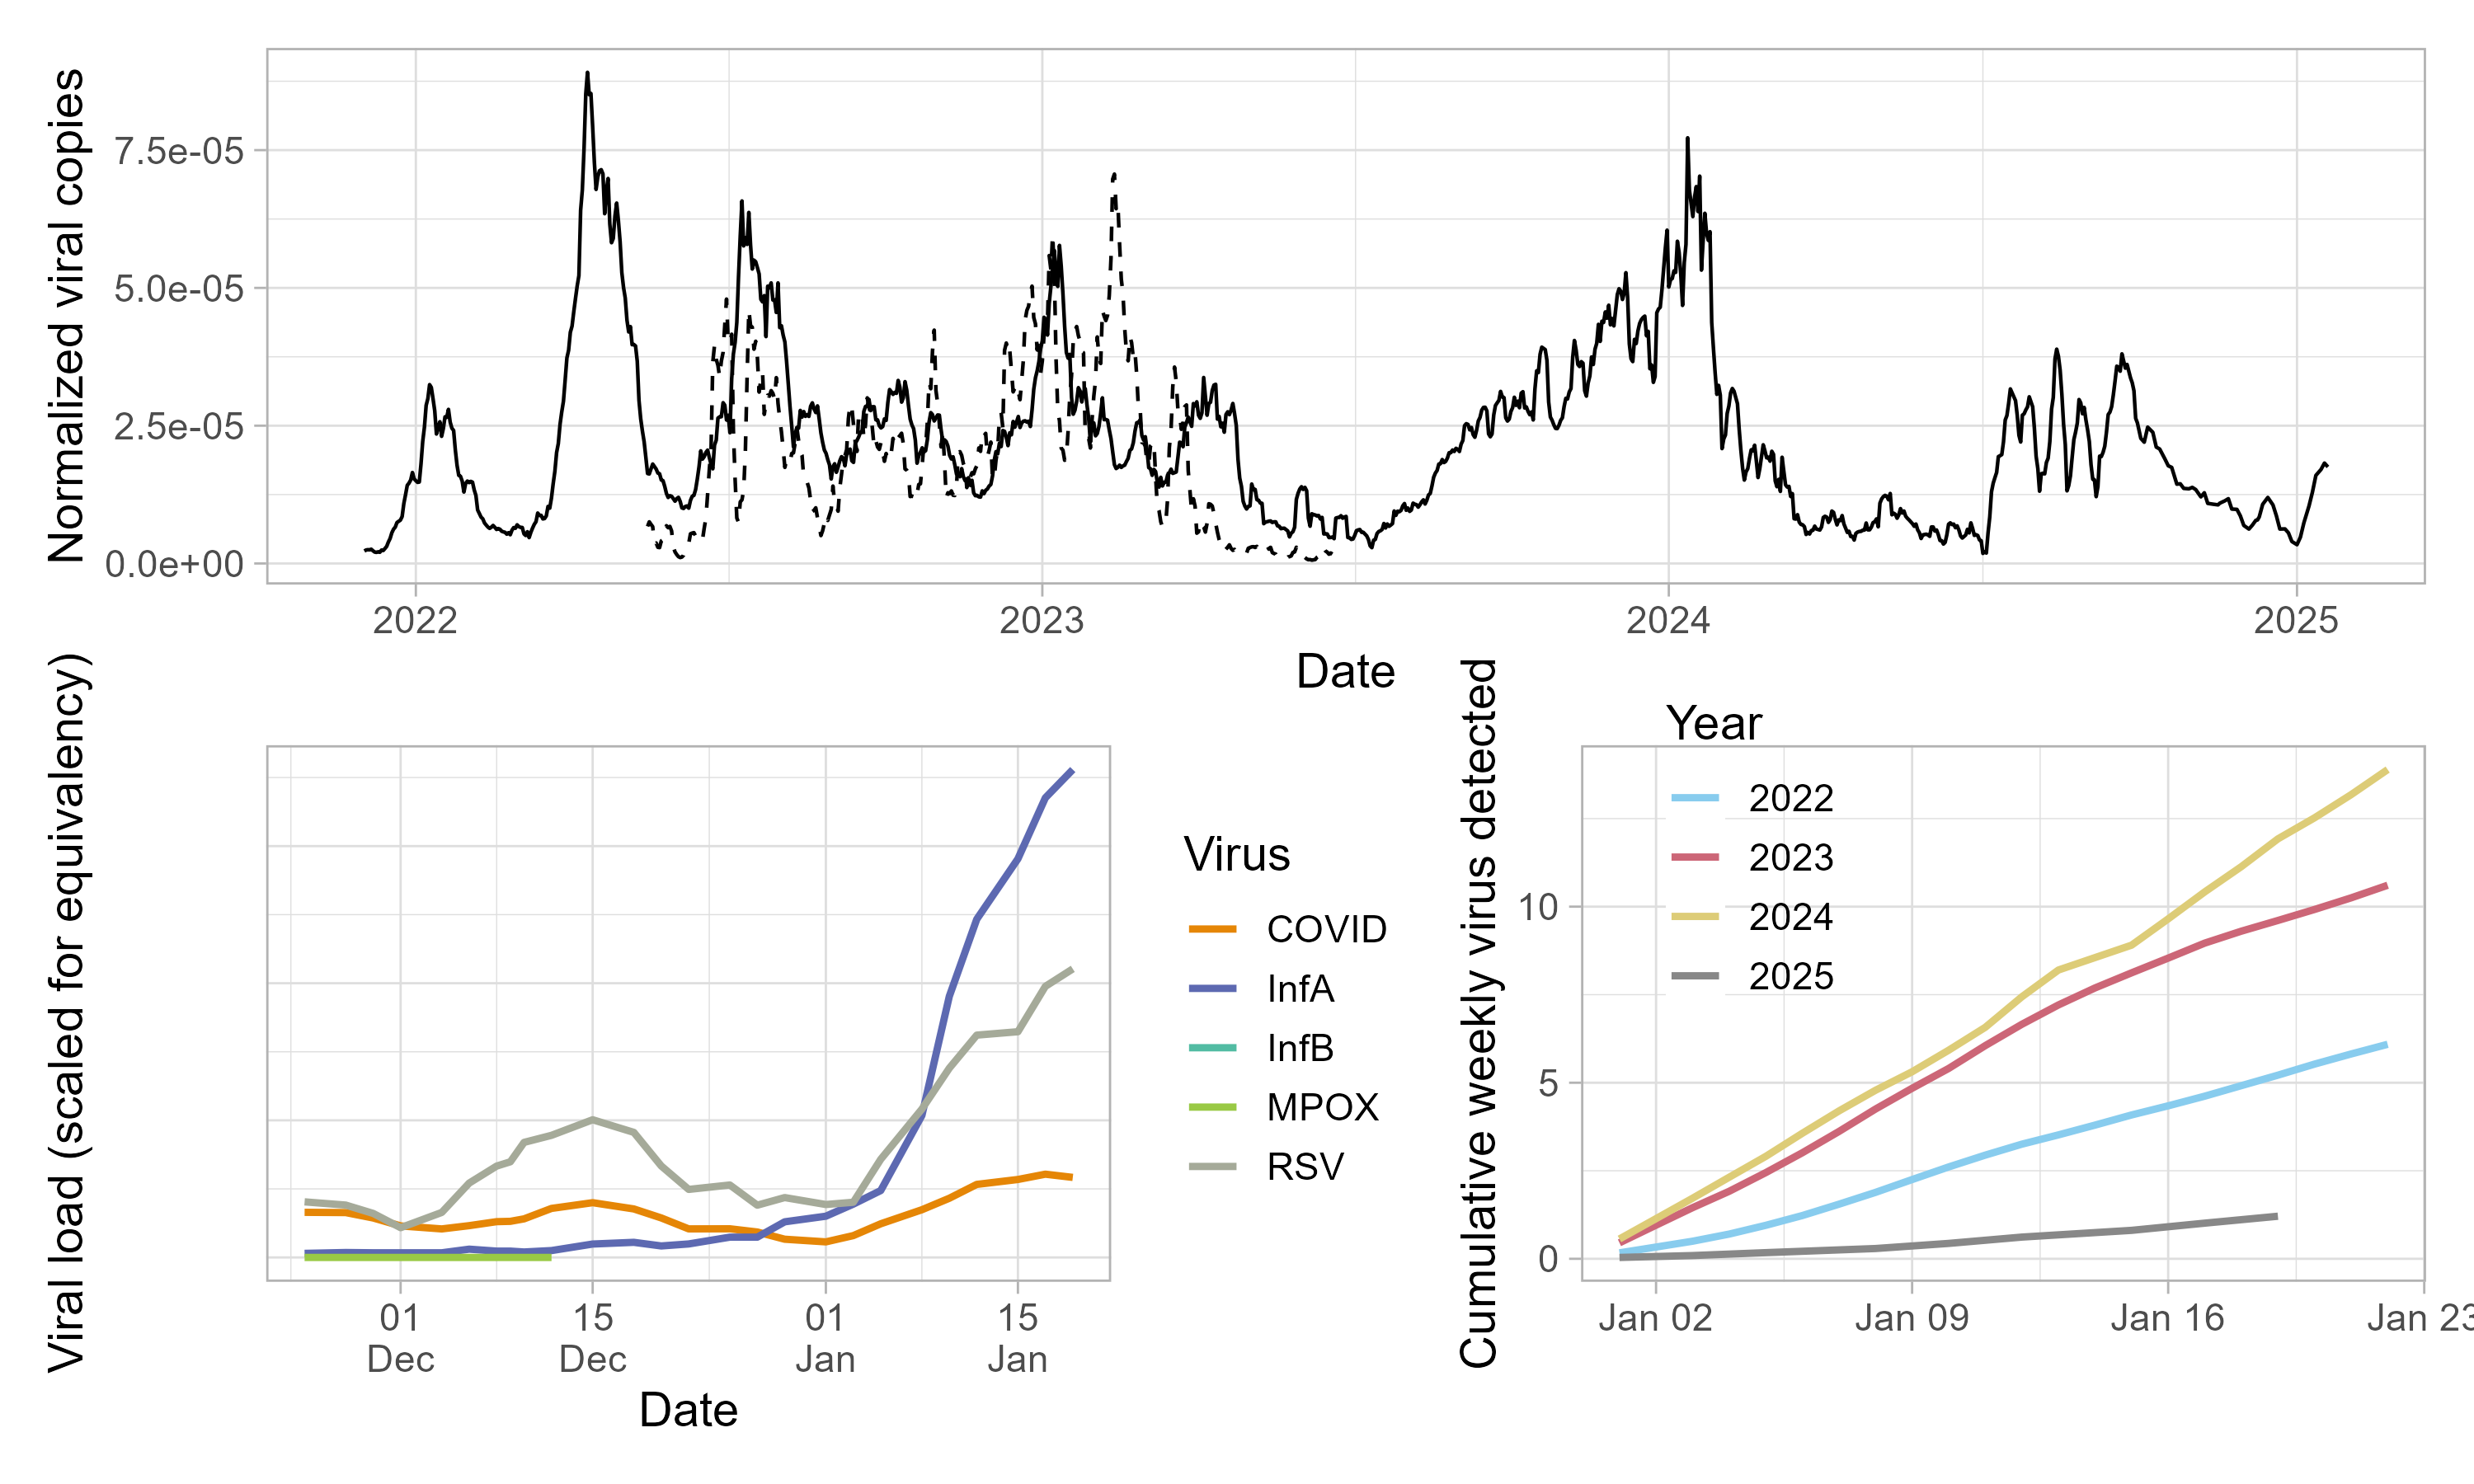 Normalized viral copies
7.5e-05
5.0e-05
2.5e-05
0.0e+00
2022
2023
2024
2025
Date
Viral load (scaled for equivalency)
01
Dec
15
Dec
01
Jan
15
Jan
Date
Virus
COVID
InfA
InfB
MPOX
RSV
Cumulative weekly virus detected
Year
2022
2023
2024
2025
10
5
0
Jan 02
Jan 09
Jan 16
Jan 23